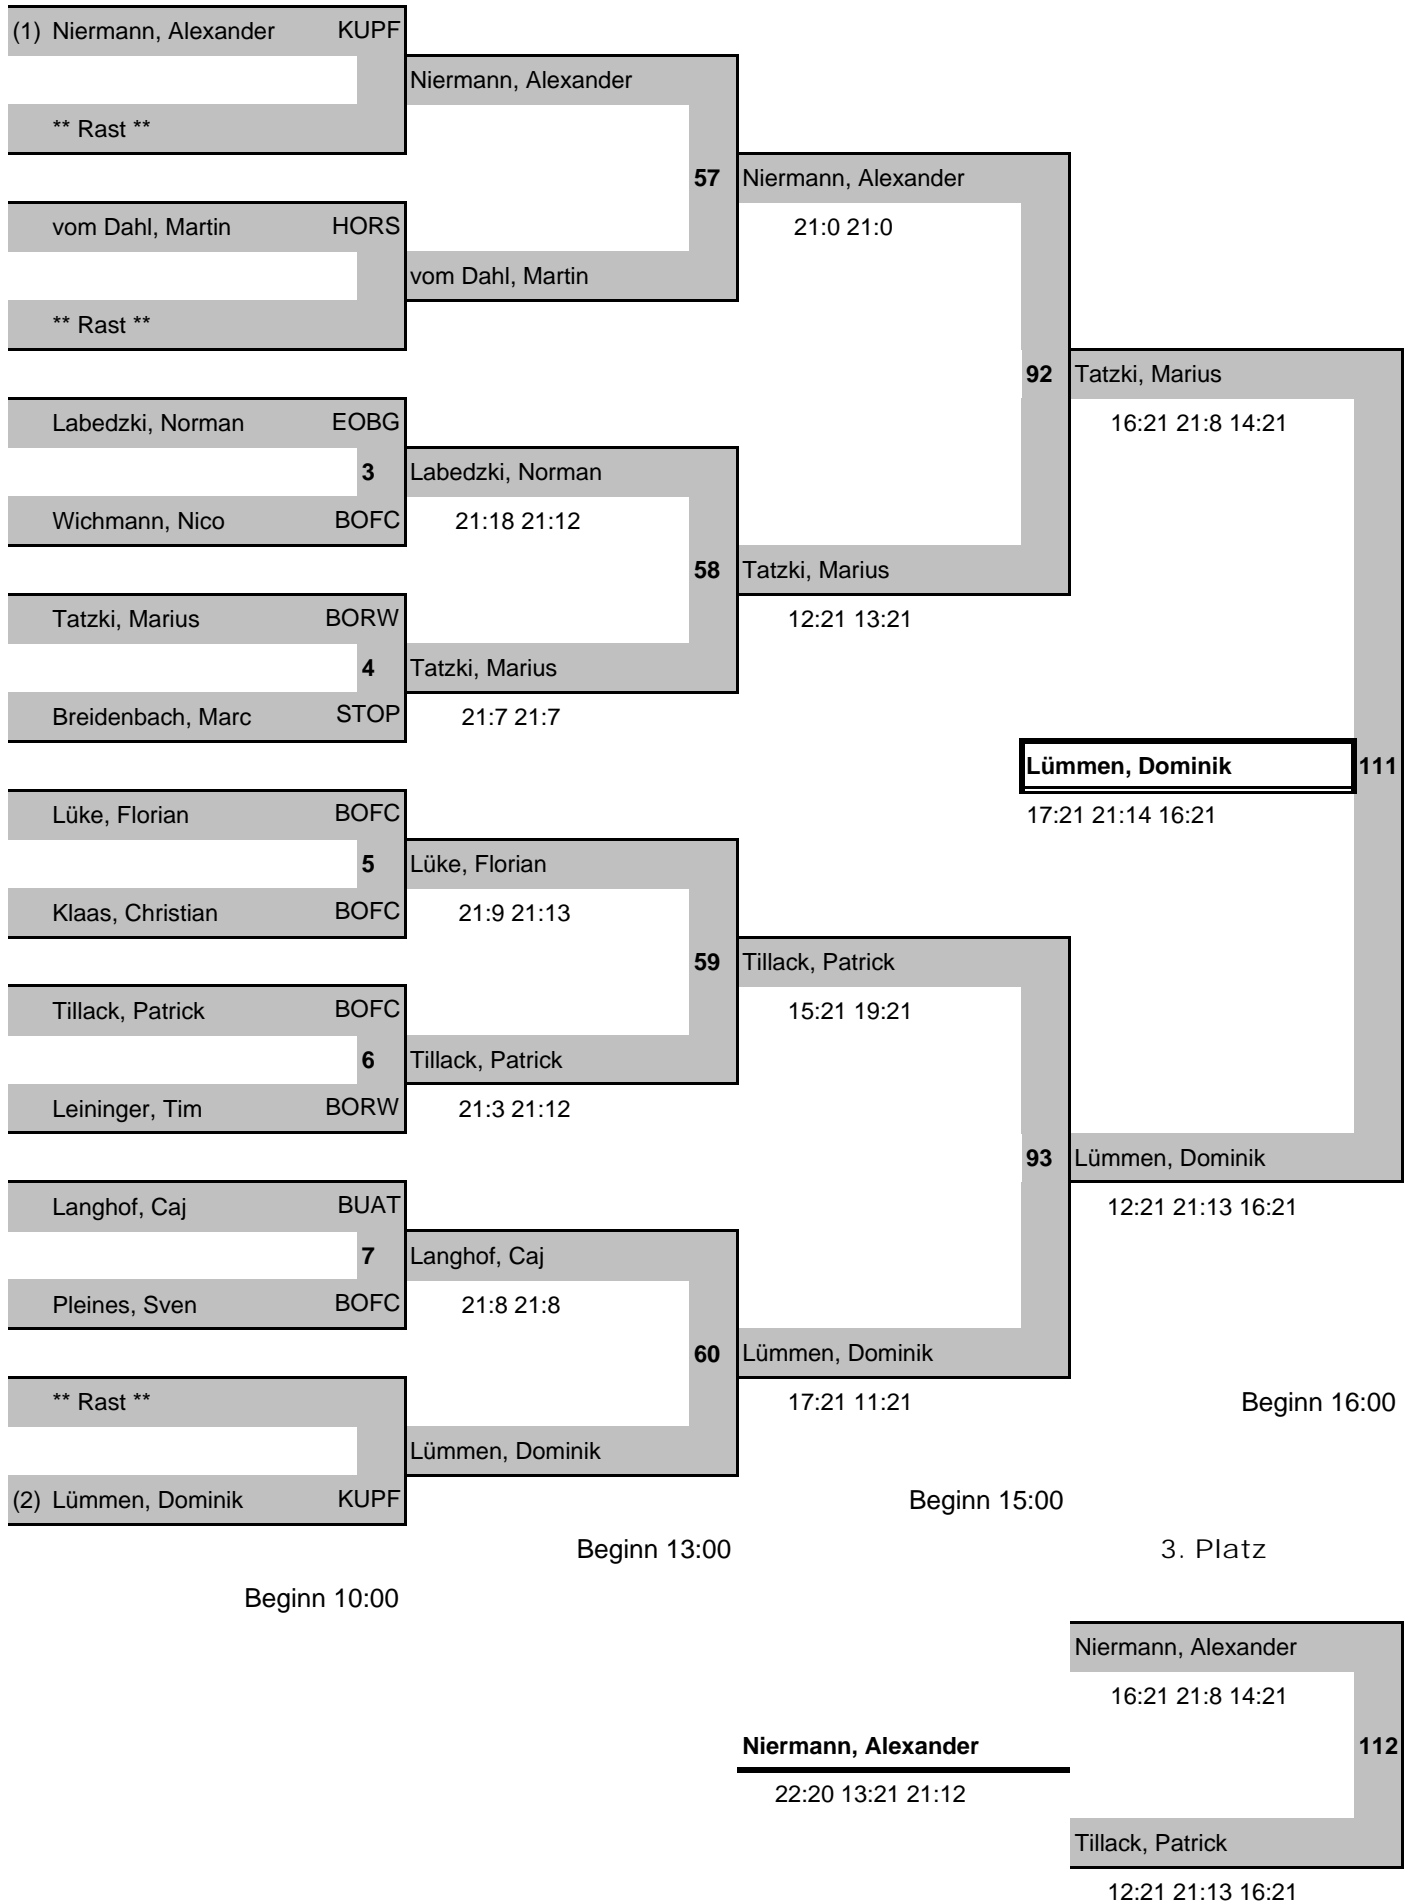 (1) Niermann, Alexander KUPF
Niermann, Alexander
** Rast **
57 Niermann, Alexander
vom Dahl, Martin HORS
21:0 21:0
vom Dahl, Martin
** Rast **
92 Tatzki, Marius
Labedzki, Norman EOBG
16:21 21:8 14:21
3 Labedzki, Norman
Wichmann, Nico BOFC
21:18 21:12
58 Tatzki, Marius
Tatzki, Marius BORW
12:21 13:21
4 Tatzki, Marius
Breidenbach, Marc STOP
21:7 21:7
Lümmen, Dominik 111
Lüke, Florian BOFC
17:21 21:14 16:21
5 Lüke, Florian
Klaas, Christian BOFC
21:9 21:13
59 Tillack, Patrick
Tillack, Patrick BOFC
15:21 19:21
6 Tillack, Patrick
Leininger, Tim BORW
21:3 21:12
93 Lümmen, Dominik
Langhof, Caj BUAT
12:21 21:13 16:21
7 Langhof, Caj
Pleines, Sven BOFC
21:8 21:8
60 Lümmen, Dominik
** Rast **
17:21 11:21
Beginn 16:00
Lümmen, Dominik
(2) Lümmen, Dominik KUPF
Beginn 15:00
Beginn 13:00
3. Platz
Beginn 10:00
Niermann, Alexander
16:21 21:8 14:21
Niermann, Alexander 112
22:20 13:21 21:12
Tillack, Patrick
12:21 21:13 16:21